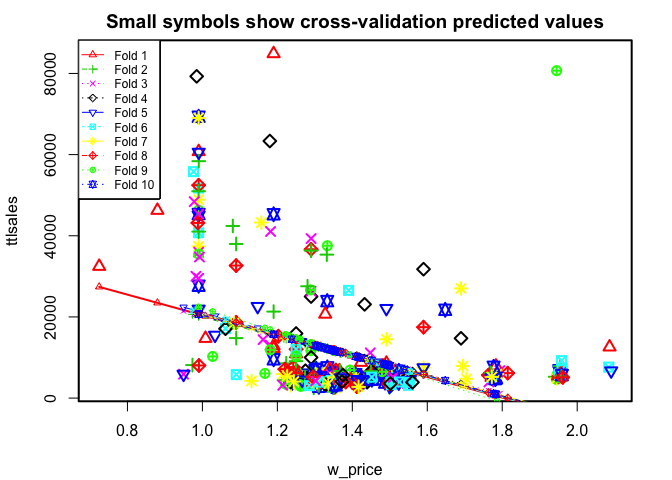 Small symbols show cross-validation predicted values
Fold 1
Fold 2
Fold 3
Fold 4
Fold 5
Fold 6
Fold 7
Fold 8
Fold 9
Fold 10
ttlsales
80000
60000
40000
20000
0
0.8 1.0 1.2 1.4 1.6 1.8 2.0
w_price